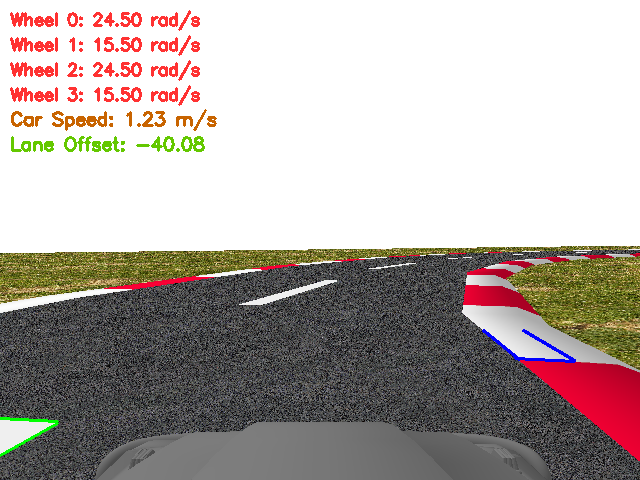 Wheel 0: 24.50 rad/s
Wheel 1: 15.50 rad/s
Wheel 2: 24.50 rad/s
Wheel 3: 15.50 rad/s
Car Speed: 1.23 m/s
Lane Offset: -40.08